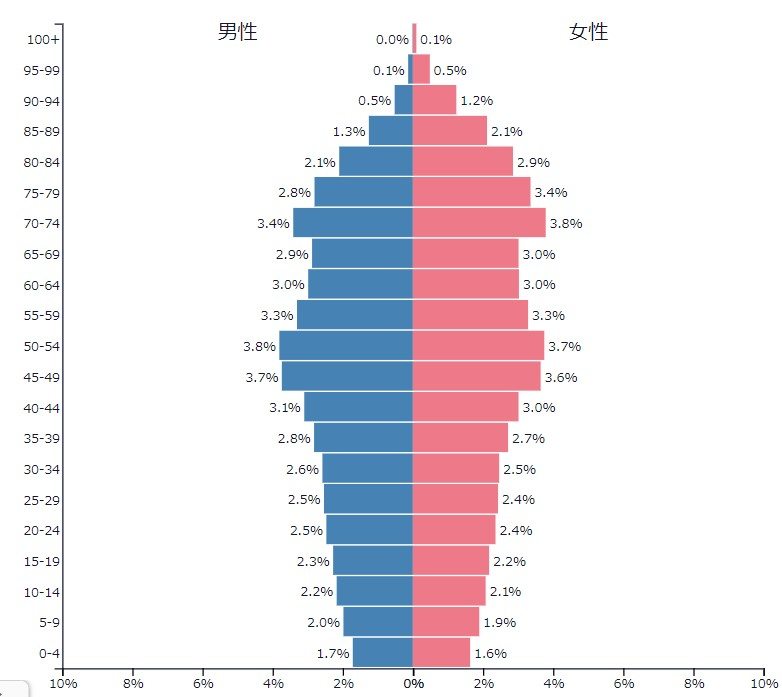 男性 女性
100+ 0.0% 0.1%
95-99 0.1% 0.5%
90-94 0.5% 1.2%
85-89 1.3% 2.1%
80-84 2.1% 2.9%
75-79 2.8% 3.4%
70-74 3.4% 3.8%
65-69 2.9% 3.0%
60-64 3.0% 3.0%
55-59 3.3% 3.3%
50-54 3.8% 3.7%
45-49 3.7% 3.6%
40-44 3.1% 3.0%
35-39 2.8% 2.7%
30-34 2.6% 2.5%
25-29 2.5% 2.4%
20-24 2.5% 2.4%
15-19 2.3% 2.2%
10-14 2.2% 2.1%
5-9 2.0% 1.9%
0-4 1.7% 1.6%
10% 8% 6% 4% 2% 0% 2% 4% 6% 8% 10%